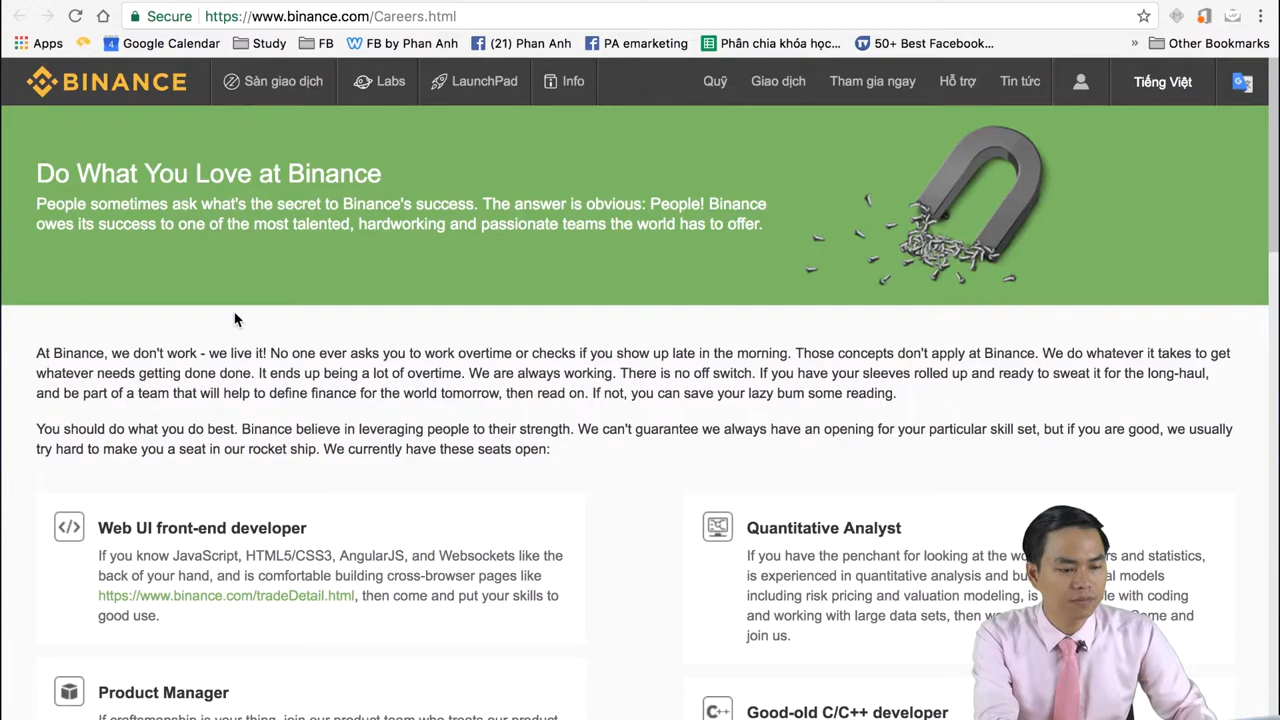 Secure https://www.binance.com/Careers.html
Apps Google Calendar Study FB FB by Phan Anh (21) Phan Anh PA emarketing Phân chia khóa học... 50+ Best Facebook... » Other Bookmarks
BINANCE Sàn giao dịch Labs LaunchPad Info Quỹ Giao dịch Tham gia ngay Hỗ trợ Tin tức Tiếng Việt
Do What You Love at Binance
People sometimes ask what's the secret to Binance's success. The answer is obvious: People! Binance
owes its success to one of the most talented, hardworking and passionate teams the world has to offer.
At Binance, we don't work - we live it! No one ever asks you to work overtime or checks if you show up late in the morning. Those concepts don't apply at Binance. We do whatever it takes to get
whatever needs getting done done. It ends up being a lot of overtime. We are always working. There is no off switch. If you have your sleeves rolled up and ready to sweat it for the long-haul,
and be part of a team that will help to define finance for the world tomorrow, then read on. If not, you can save your lazy bum some reading.
You should do what you do best. Binance believe in leveraging people to their strength. We can't guarantee we always have an opening for your particular skill set, but if you are good, we usually
try hard to make you a seat in our rocket ship. We currently have these seats open:
Web UI front-end developer
If you know JavaScript, HTML5/CSS3, AngularJS, and Websockets like the
back of your hand, and is comfortable building cross-browser pages like
https://www.binance.com/tradeDetail.html, then come and put your skills to
good use.
Product Manager
If craftsmanship is your thing, join our product team who treats our product
Quantitative Analyst
If you have the penchant for looking at the rs and statistics,
is experienced in quantitative analysis and al models
including risk pricing and valuation modeling, is le with coding
and working with large data sets, then ome and
join us.
C++ Good-old C/C++ developer